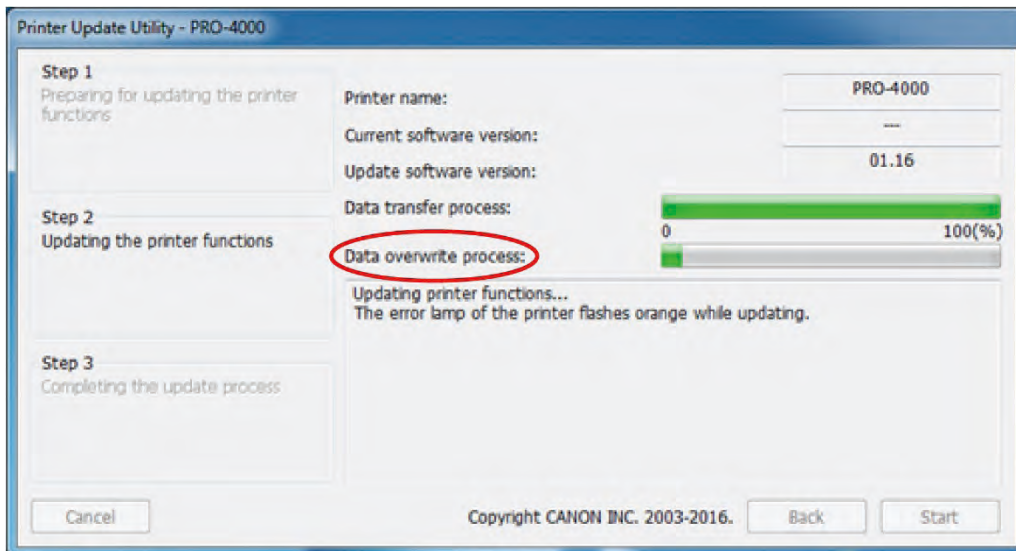 Printer Update Utility - PRO-4000
Step 1
Preparing for updating the printer
functions
Step 2
Updating the printer functions
Step 3
Completing the update process
Printer name:
PRO-4000
Current software version:
---
Update software version:
01.16
Data transfer process:
0
100(%)
Data overwrite process:
Updating printer functions...
The error lamp of the printer flashes orange while updating.
Cancel
Copyright CANON INC. 2003-2016.
Back
Start